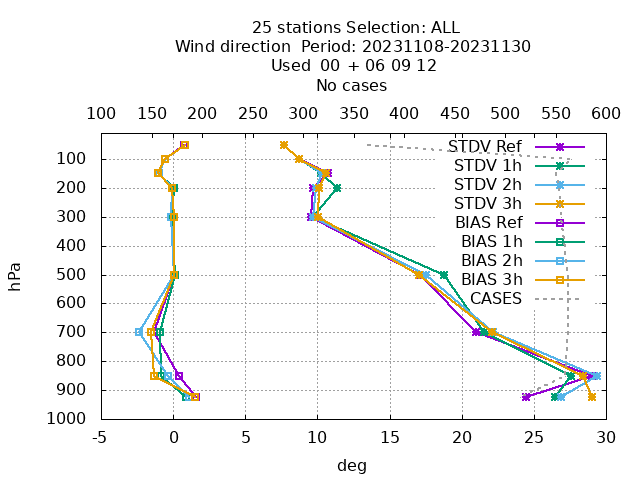 25 stations Selection: ALL
Wind direction  Period: 20231108-20231130
Used  00 + 06 09 12
No cases
100 150 200 250 300 350 400 450 500 550 600
STDV Ref
STDV 1h
STDV 2h
STDV 3h
BIAS Ref
BIAS 1h
BIAS 2h
BIAS 3h
CASES
hPa
100
200
300
400
500
600
700
800
900
1000
-5 0 5 10 15 20 25 30
deg